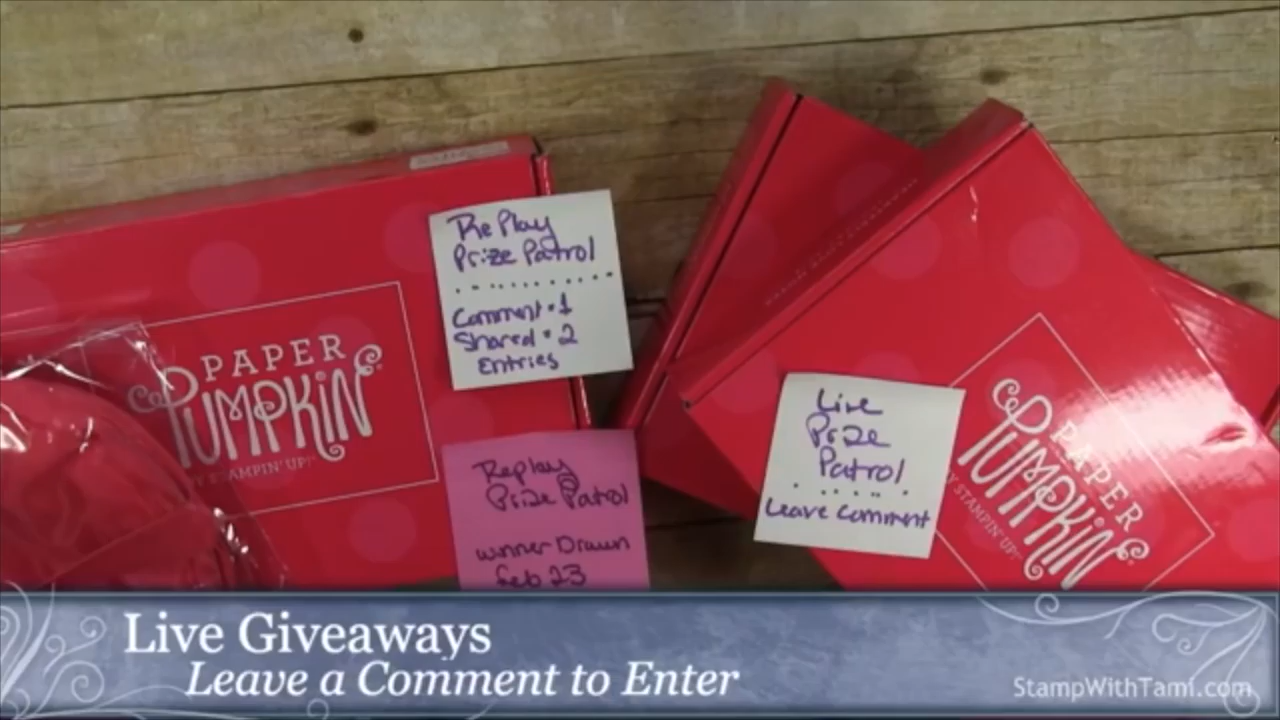 RePlay
Prize Patrol
Comment = 1
Shared = 2
Entries
PAPER
PUMPKIN®
BY STAMPIN' UP!®
Replay
Prize Patrol
winner Drawn
feb 23
Live
Prize
Patrol
Leave Comment
PAPER
PUMPKIN®
BY STAMPIN' UP!®
Live Giveaways
Leave a Comment to Enter
StampWithTami.com